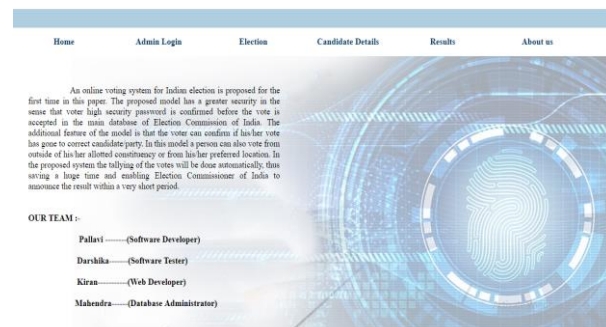 Home Admin Login Election Candidate Details Results About us
An online voting system for Indian election is proposed for the
first time in this paper. The proposed model has a greater security in the
sense that voter high security password is confirmed before the vote is
accepted in the main database of Election Commission of India. The
additional feature of the model is that the voter can confirm if his/her vote
has gone to correct candidate/party. In this model a person can also vote from
outside of his/her allotted constituency or from his/her preferred location. In
the proposed system the tallying of the votes will be done automatically, thus
saving a huge time and enabling Election Commissioner of India to
announce the result within a very short period.
OUR TEAM :-
Pallavi -------(Software Developer)
Darshika------(Software Tester)
Kiran-----------(Web Developer)
Mahendra-----(Database Administrator)